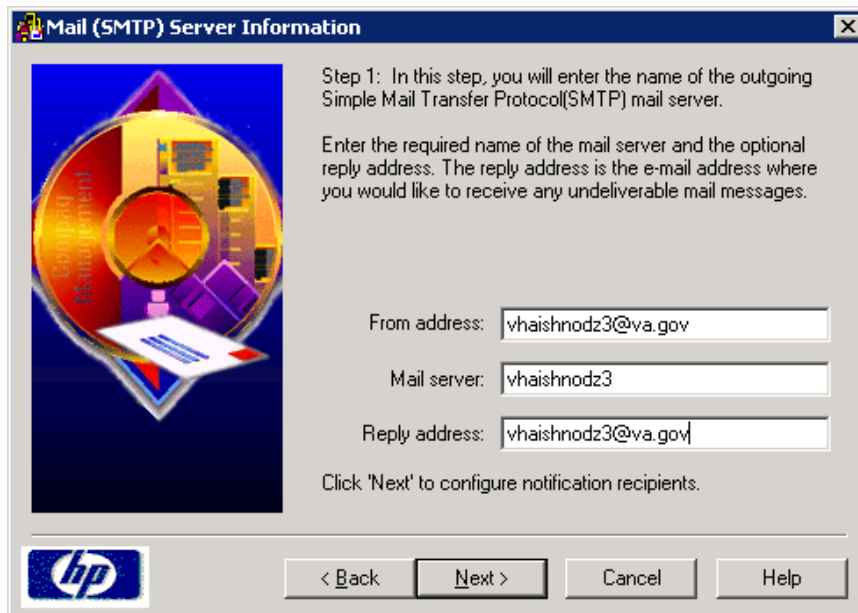 Mail (SMTP) Server Information
Step 1: In this step, you will enter the name of the outgoing
Simple Mail Transfer Protocol(SMTP) mail server.
Enter the required name of the mail server and the optional
reply address. The reply address is the e-mail address where
you would like to receive any undeliverable mail messages.
Compaq
Management
From address: vhaishnodz3@va.gov
Mail server: vhaishnodz3
Reply address: vhaishnodz3@va.gov
Click 'Next' to configure notification recipients.
hp
< Back
Next >
Cancel
Help